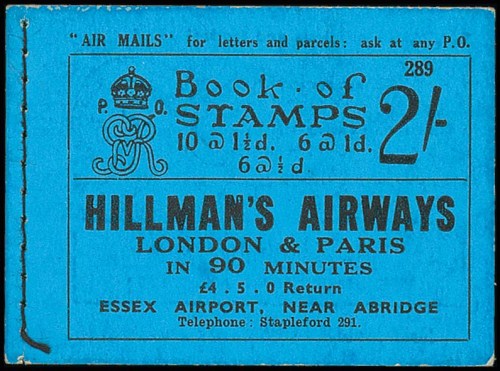 "AIR MAILS" for letters and parcels: ask at any P.O.
289
P. O.
GVR
Book · of
STAMPS
2/-
10 @ 1½d. 6 @ 1d.
6 @ ½d
HILLMAN'S AIRWAYS
LONDON & PARIS
IN 90 MINUTES
£4 . 5 . 0 Return
ESSEX AIRPORT, NEAR ABRIDGE
Telephone: Stapleford 291.